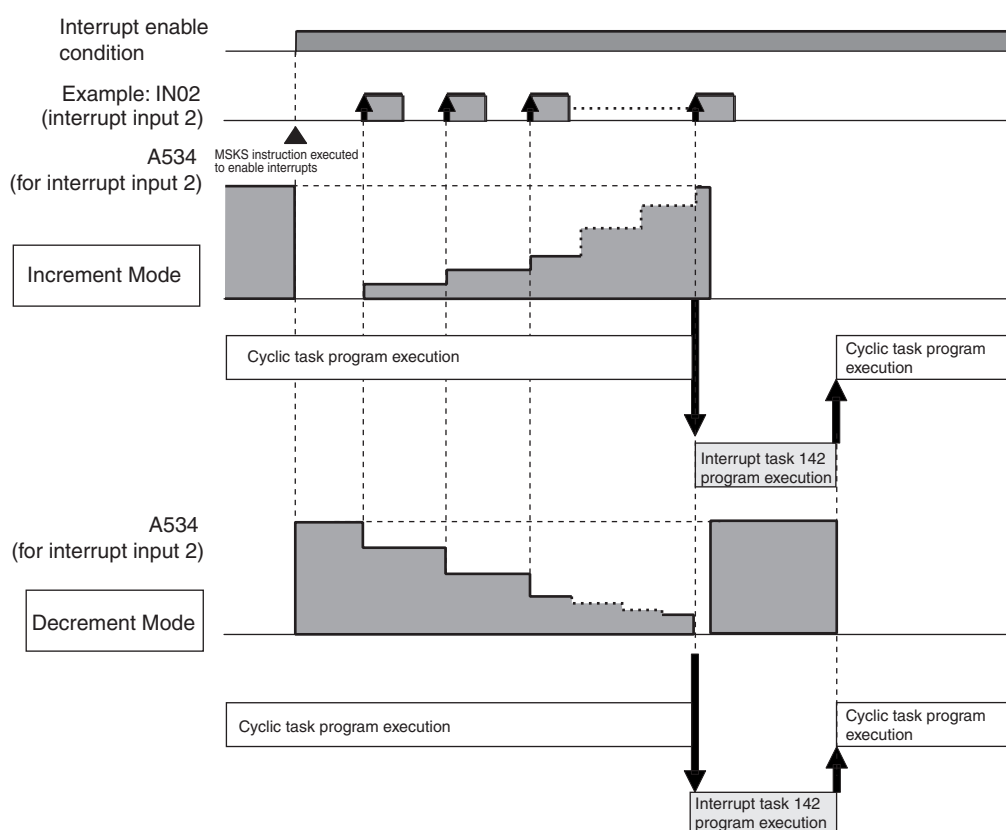 Interrupt enable
condition
Example: IN02
(interrupt input 2)
MSKS instruction executed
to enable interrupts
A534
(for interrupt input 2)
Increment Mode
Cyclic task program execution
Cyclic task program
execution
Interrupt task 142
program execution
A534
(for interrupt input 2)
Decrement Mode
Cyclic task program execution
Cyclic task program
execution
Interrupt task 142
program execution